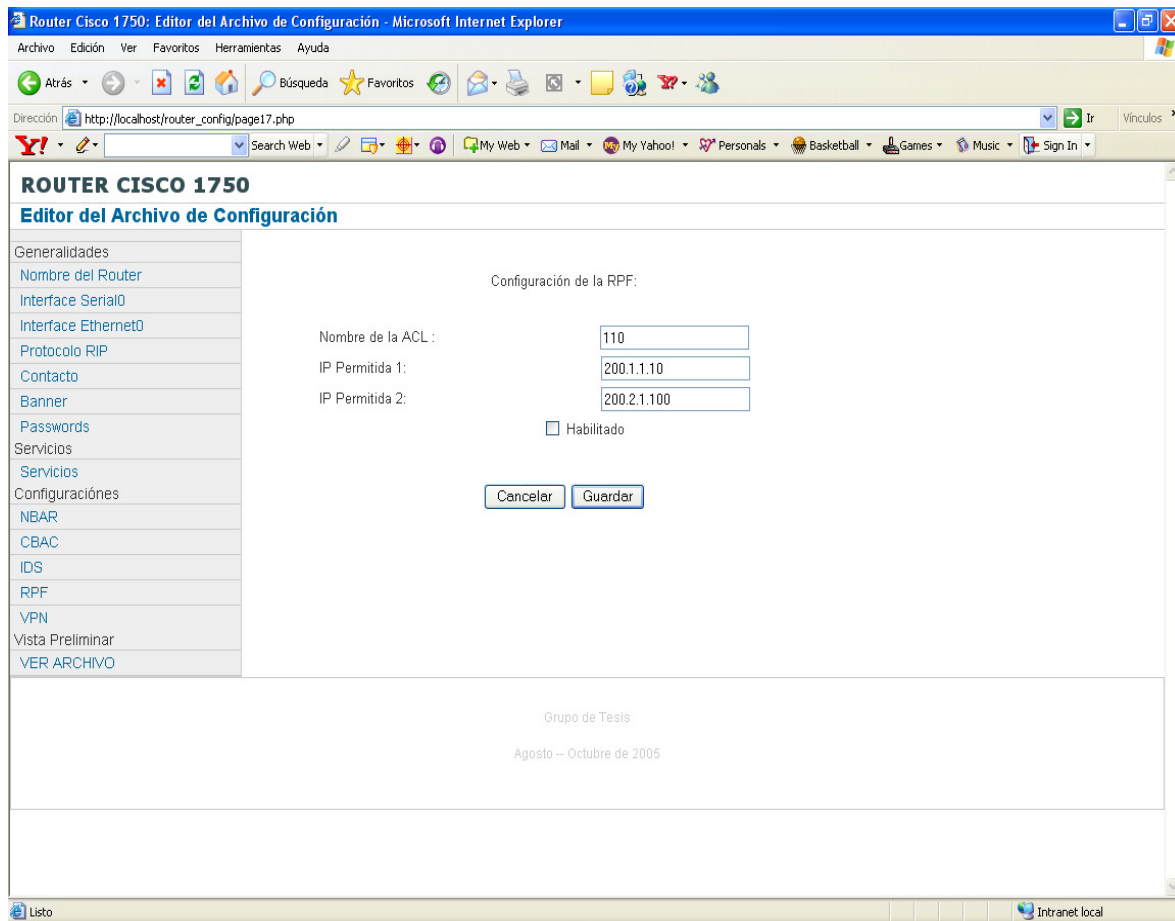 Router Cisco 1750: Editor del Archivo de Configuración - Microsoft Internet Explorer
Archivo Edición Ver Favoritos Herramientas Ayuda
Atrás Búsqueda Favoritos
Dirección http://localhost/router_config/page17.php Ir Vínculos
Y! Search Web My Web Mail My Yahoo! Personals Basketball Games Music Sign In
ROUTER CISCO 1750
Editor del Archivo de Configuración
Generalidades
Nombre del Router
Interface Serial0
Interface Ethernet0
Protocolo RIP
Contacto
Banner
Passwords
Servicios
Servicios
Configuraciónes
NBAR
CBAC
IDS
RPF
VPN
Vista Preliminar
VER ARCHIVO
Configuración de la RPF:
Nombre de la ACL : 110
IP Permitida 1: 200.1.1.10
IP Permitida 2: 200.2.1.100
Habilitado
Cancelar Guardar
Grupo de Tesis
Agosto -- Octubre de 2005
Listo Intranet local